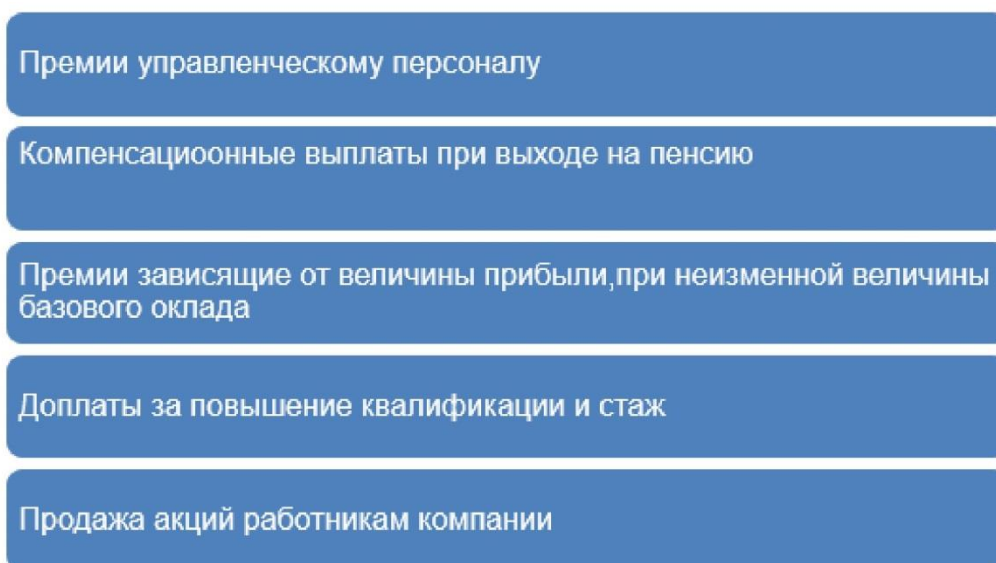 Премии управленческому персоналу
Компенсациоонные выплаты при выходе на пенсию
Премии зависящие от величины прибыли,при неизменной величины
базового оклада
Доплаты за повышение квалификации и стаж
Продажа акций работникам компании